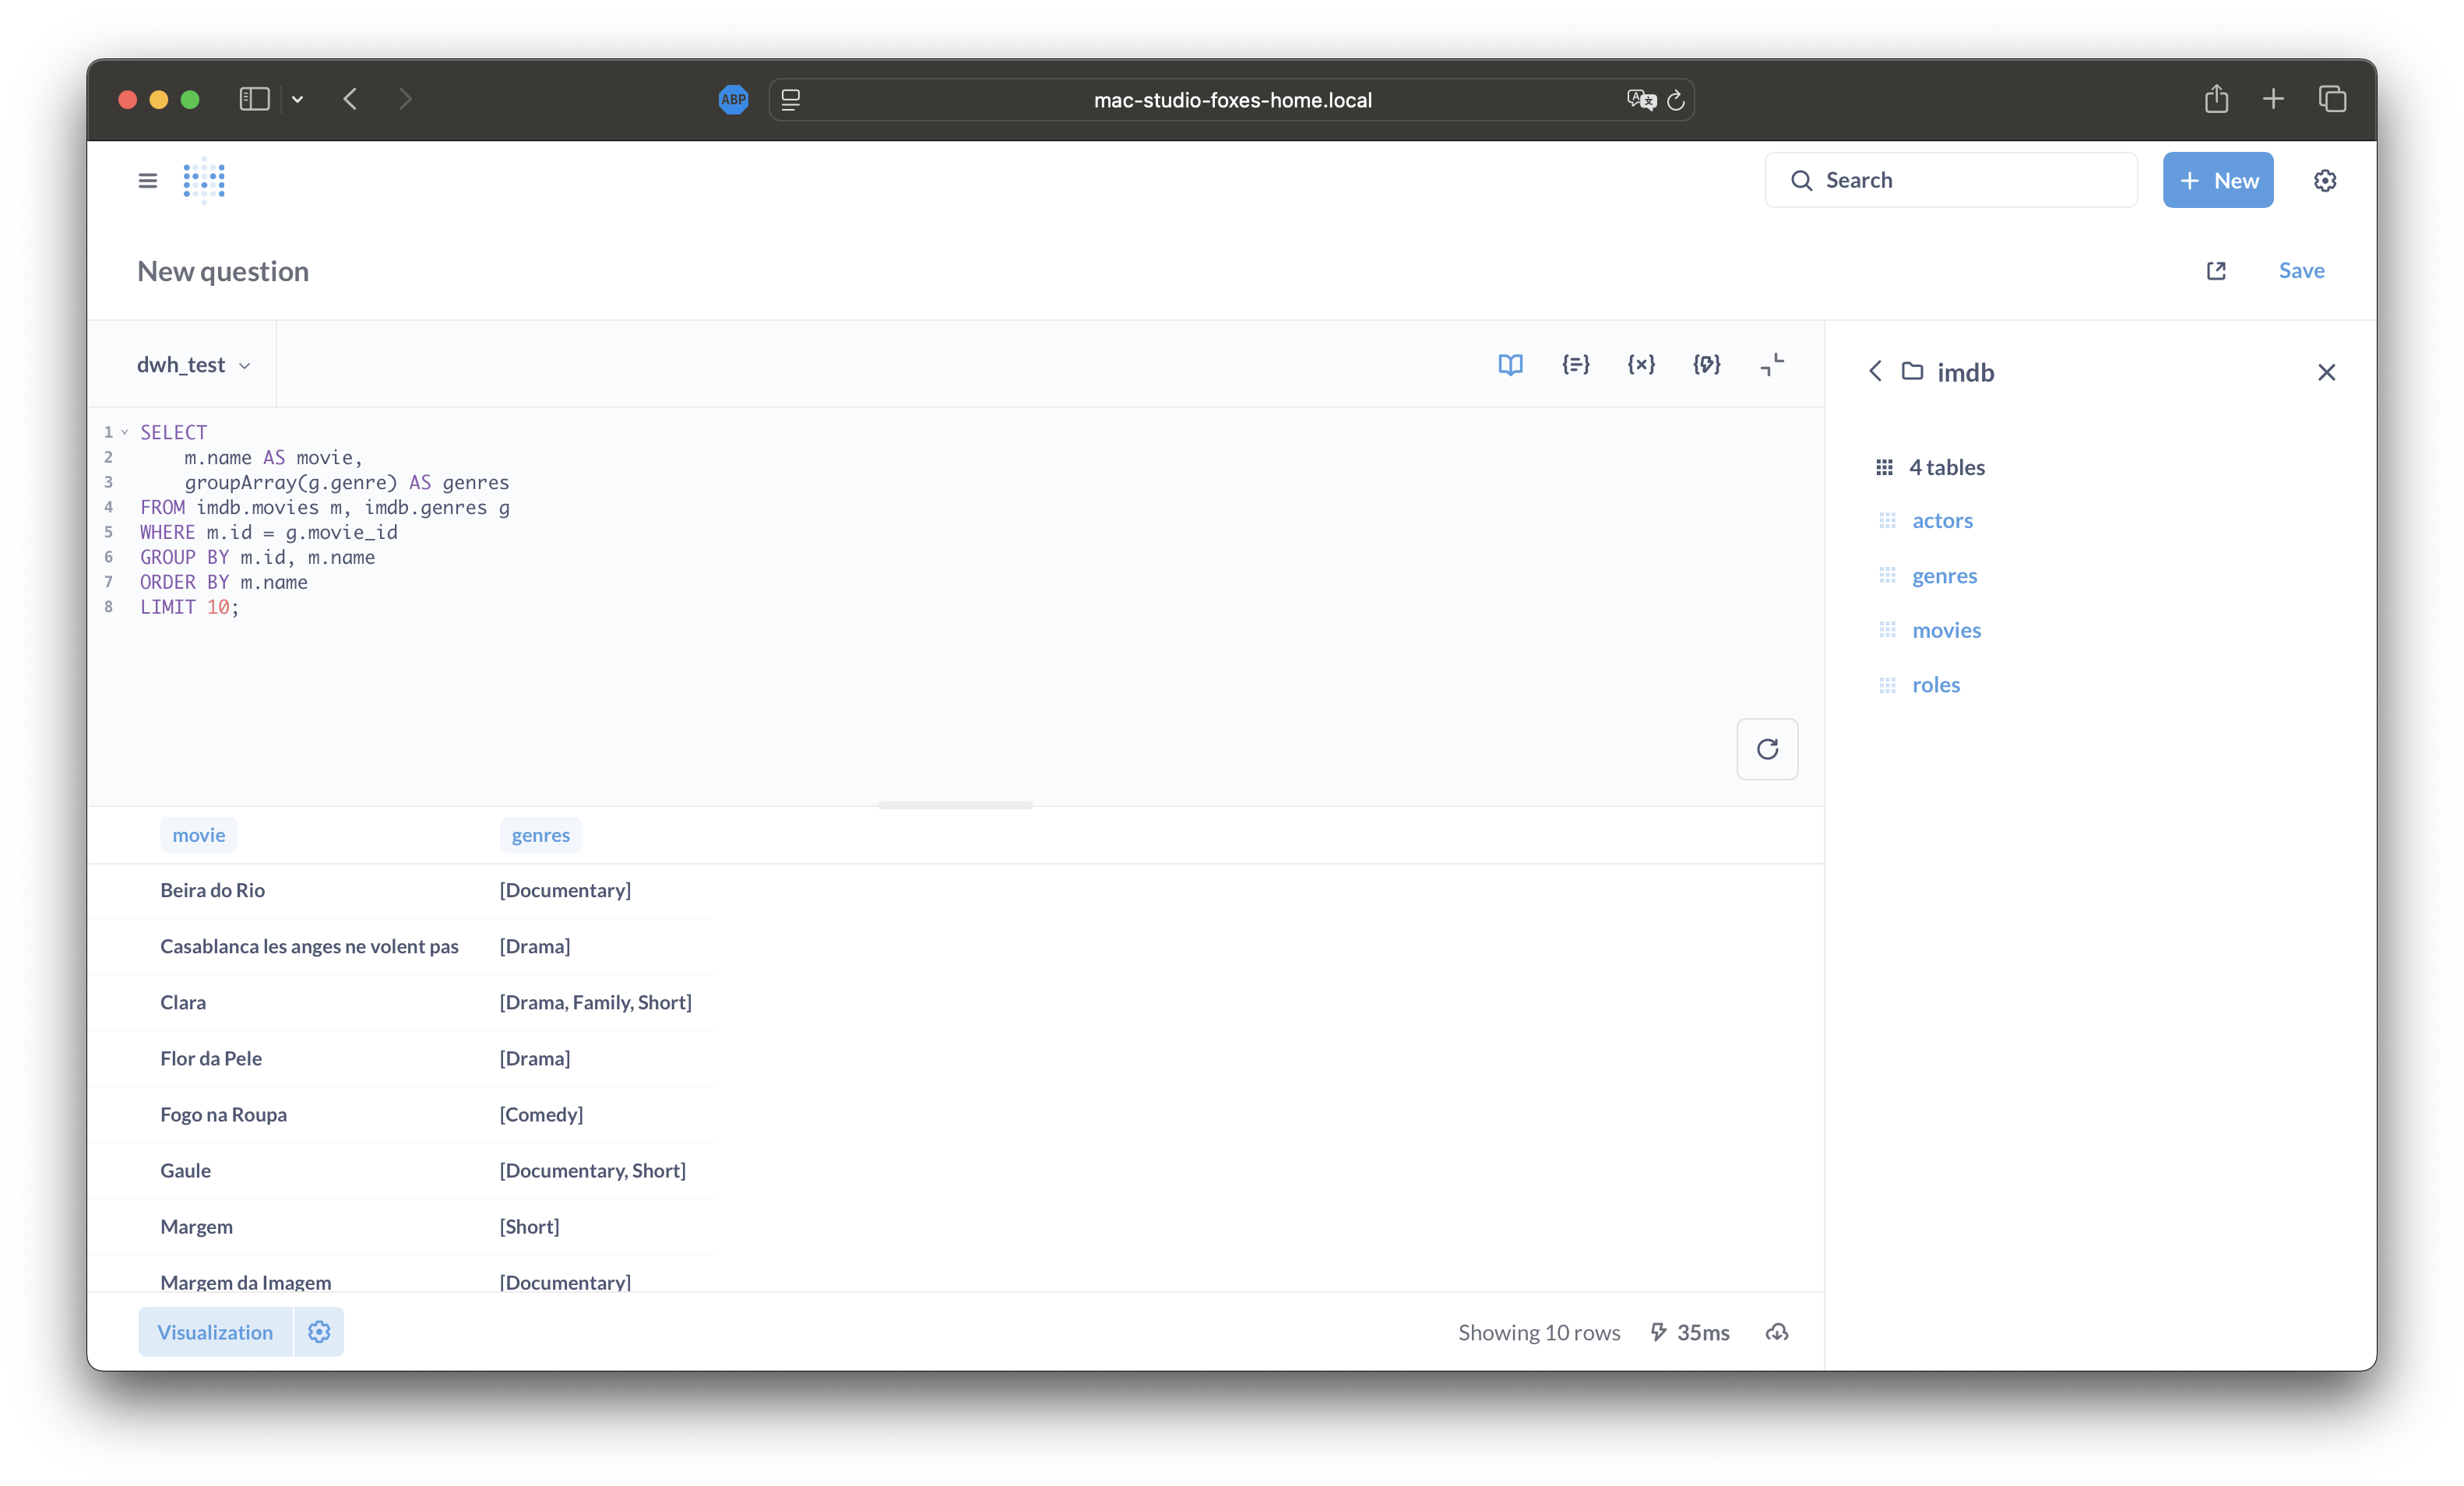 ABP
mac-studio-foxes-home.local
Search
+ New
New question
Save
dwh_test
imdb
1 SELECT
2 m.name AS movie,
3 groupArray(g.genre) AS genres
4 FROM imdb.movies m, imdb.genres g
5 WHERE m.id = g.movie_id
6 GROUP BY m.id, m.name
7 ORDER BY m.name
8 LIMIT 10;
4 tables
actors
genres
movies
roles
movie genres
Beira do Rio [Documentary]
Casablanca les anges ne volent pas [Drama]
Clara [Drama, Family, Short]
Flor da Pele [Drama]
Fogo na Roupa [Comedy]
Gaule [Documentary, Short]
Margem [Short]
Margem da Imagem [Documentary]
Visualization
Showing 10 rows 35ms